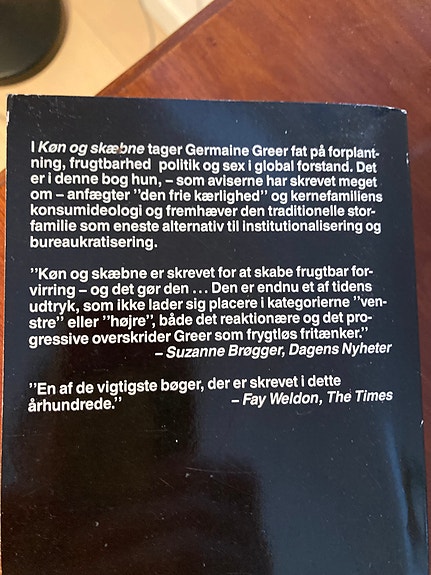 I Køn og skæbne tager Germaine Greer fat på forplant-
ning, frugtbarhed politik og sex i global forstand. Det
er i denne bog hun, – som aviserne har skrevet meget
om – anfægter "den frie kærlighed" og kernefamiliens
konsumideologi og fremhæver den traditionelle stor-
familie som eneste alternativ til institutionalisering og
bureaukratisering.
"Køn og skæbne er skrevet for at skabe frugtbar for-
virring – og det gør den ... Den er endnu et af tidens
udtryk, som ikke lader sig placere i kategorierne "ven-
stre" eller "højre", både det reaktionære og det pro-
gressive overskrider Greer som frygtløs fritænker."
– Suzanne Brøgger, Dagens Nyheter
"En af de vigtigste bøger, der er skrevet i dette
århundrede." – Fay Weldon, The Times